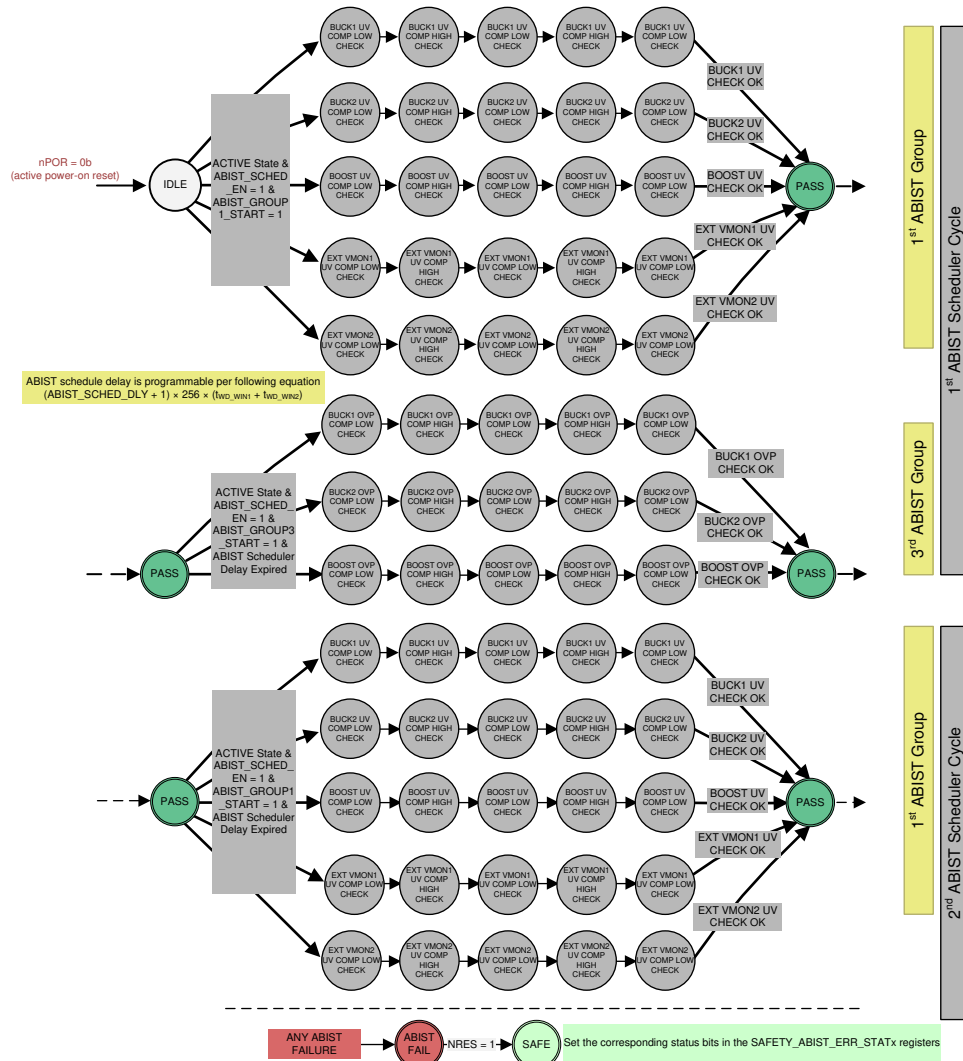 BUCK1 UV
COMP LOW
CHECK
BUCK1 UV
COMP HIGH
CHECK
BUCK1 UV
COMP LOW
CHECK
BUCK1 UV
COMP HIGH
CHECK
BUCK1 UV
COMP LOW
CHECK
BUCK1 UV
CHECK OK
BUCK2 UV
COMP LOW
CHECK
BUCK2 UV
COMP HIGH
CHECK
BUCK2 UV
COMP LOW
CHECK
BUCK2 UV
COMP HIGH
CHECK
BUCK2 UV
COMP LOW
CHECK
BUCK2 UV
CHECK OK
nPOR = 0b
(active power-on reset)
IDLE
ACTIVE State &
ABIST_SCHED
_EN = 1 &
ABIST_GROUP
1_START = 1
BOOST UV
COMP LOW
CHECK
BOOST UV
COMP HIGH
CHECK
BOOST UV
COMP LOW
CHECK
BOOST UV
COMP HIGH
CHECK
BOOST UV
COMP LOW
CHECK
BOOST UV
CHECK OK
PASS
EXT VMON1
UV COMP LOW
CHECK
EXT VMON1
UV COMP
HIGH
CHECK
EXT VMON1
UV COMP LOW
CHECK
EXT VMON1
UV COMP
HIGH
CHECK
EXT VMON1
UV COMP LOW
CHECK
EXT VMON1 UV
CHECK OK
EXT VMON2
UV COMP LOW
CHECK
EXT VMON2
UV COMP
HIGH
CHECK
EXT VMON2
UV COMP LOW
CHECK
EXT VMON2
UV COMP
HIGH
CHECK
EXT VMON2
UV COMP LOW
CHECK
EXT VMON2 UV
CHECK OK
1st ABIST Group
1st ABIST Scheduler Cycle
ABIST schedule delay is programmable per following equation
(ABIST_SCHED_DLY + 1) × 256 × (tWD_WIN1 + tWD_WIN2)
BUCK1 OVP
COMP LOW
CHECK
BUCK1 OVP
COMP HIGH
CHECK
BUCK1 OVP
COMP LOW
CHECK
BUCK1 OVP
COMP HIGH
CHECK
BUCK1 OVP
COMP LOW
CHECK
BUCK1 OVP
CHECK OK
BUCK2 OVP
COMP LOW
CHECK
BUCK2 OVP
COMP HIGH
CHECK
BUCK2 OVP
COMP LOW
CHECK
BUCK2 OVP
COMP HIGH
CHECK
BUCK2 OVP
COMP LOW
CHECK
BUCK2 OVP
CHECK OK
PASS
ACTIVE State &
ABIST_SCHED_
EN = 1 &
ABIST_GROUP3
_START = 1 &
ABIST Scheduler
Delay Expired
BOOST OVP
COMP LOW
CHECK
BOOST OVP
COMP HIGH
CHECK
BOOST OVP
COMP LOW
CHECK
BOOST OVP
COMP HIGH
CHECK
BOOST OVP
COMP LOW
CHECK
BOOST OVP
CHECK OK
PASS
3rd ABIST Group
BUCK1 UV
COMP LOW
CHECK
BUCK1 UV
COMP HIGH
CHECK
BUCK1 UV
COMP LOW
CHECK
BUCK1 UV
COMP HIGH
CHECK
BUCK1 UV
COMP LOW
CHECK
BUCK1 UV
CHECK OK
BUCK2 UV
COMP LOW
CHECK
BUCK2 UV
COMP HIGH
CHECK
BUCK2 UV
COMP LOW
CHECK
BUCK2 UV
COMP HIGH
CHECK
BUCK2 UV
COMP LOW
CHECK
BUCK2 UV
CHECK OK
PASS
ACTIVE State &
ABIST_SCHED_
EN = 1 &
ABIST_GROUP1
_START = 1 &
ABIST Scheduler
Delay Expired
BOOST UV
COMP LOW
CHECK
BOOST UV
COMP HIGH
CHECK
BOOST UV
COMP LOW
CHECK
BOOST UV
COMP HIGH
CHECK
BOOST UV
COMP LOW
CHECK
BOOST UV
CHECK OK
PASS
EXT VMON1
UV COMP LOW
CHECK
EXT VMON1
UV COMP
HIGH
CHECK
EXT VMON1
UV COMP LOW
CHECK
EXT VMON1
UV COMP
HIGH
CHECK
EXT VMON1
UV COMP LOW
CHECK
EXT VMON1 UV
CHECK OK
EXT VMON2
UV COMP LOW
CHECK
EXT VMON2
UV COMP
HIGH
CHECK
EXT VMON2
UV COMP LOW
CHECK
EXT VMON2
UV COMP
HIGH
CHECK
EXT VMON2
UV COMP LOW
CHECK
EXT VMON2 UV
CHECK OK
1st ABIST Group
2nd ABIST Scheduler Cycle
ANY ABIST
FAILURE
ABIST
FAIL
NRES = 1
SAFE
Set the corresponding status bits in the SAFETY_ABIST_ERR_STATx registers